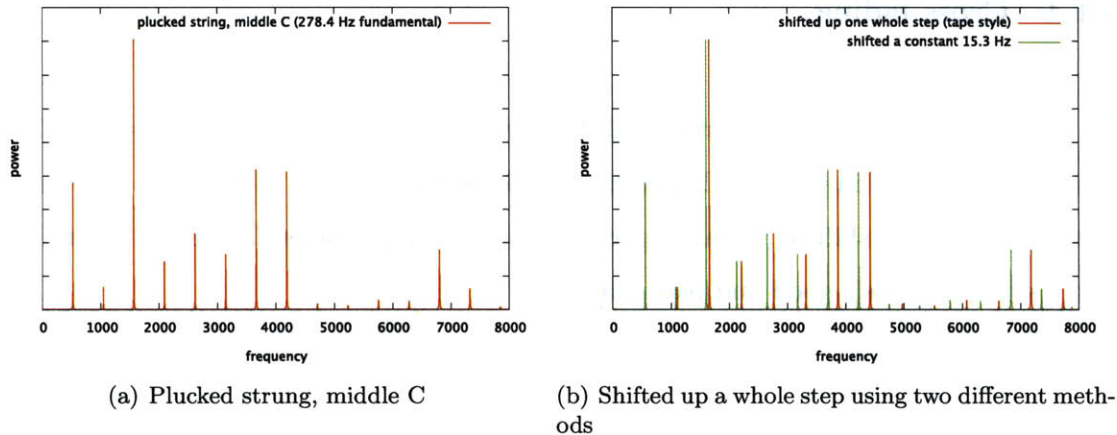 plucked string, middle C (278.4 Hz fundamental)
power
0 1000 2000 3000 4000 5000 6000 7000 8000
frequency
(a) Plucked strung, middle C
shifted up one whole step (tape style)
shifted a constant 15.3 Hz
power
0 1000 2000 3000 4000 5000 6000 7000 8000
frequency
(b) Shifted up a whole step using two different meth-
ods